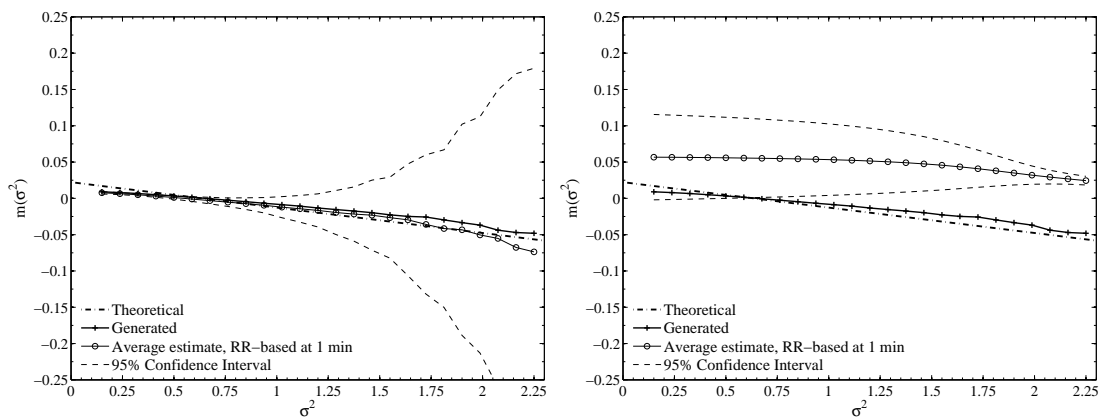 0.25
0.2
0.15
0.1
0.05
0
−0.05
−0.1
−0.15
−0.2
−0.25
m(σ²)
0 0.25 0.5 0.75 1 1.25 1.5 1.75 2 2.25
σ²
Theoretical
Generated
Average estimate, RR−based at 1 min
95% Confidence Interval
0.25
0.2
0.15
0.1
0.05
0
−0.05
−0.1
−0.15
−0.2
−0.25
m(σ²)
0 0.25 0.5 0.75 1 1.25 1.5 1.75 2 2.25
σ²
Theoretical
Generated
Average estimate, RR−based at 1 min
95% Confidence Interval